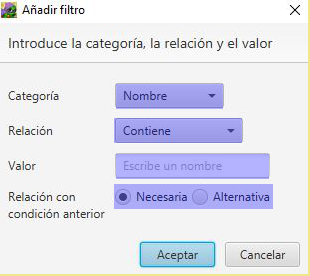 Añadir filtro
Introduce la categoría, la relación y el valor
Categoría Nombre
Relación Contiene
Valor Escribe un nombre
Relación con condición anterior Necesaria Alternativa
Aceptar Cancelar